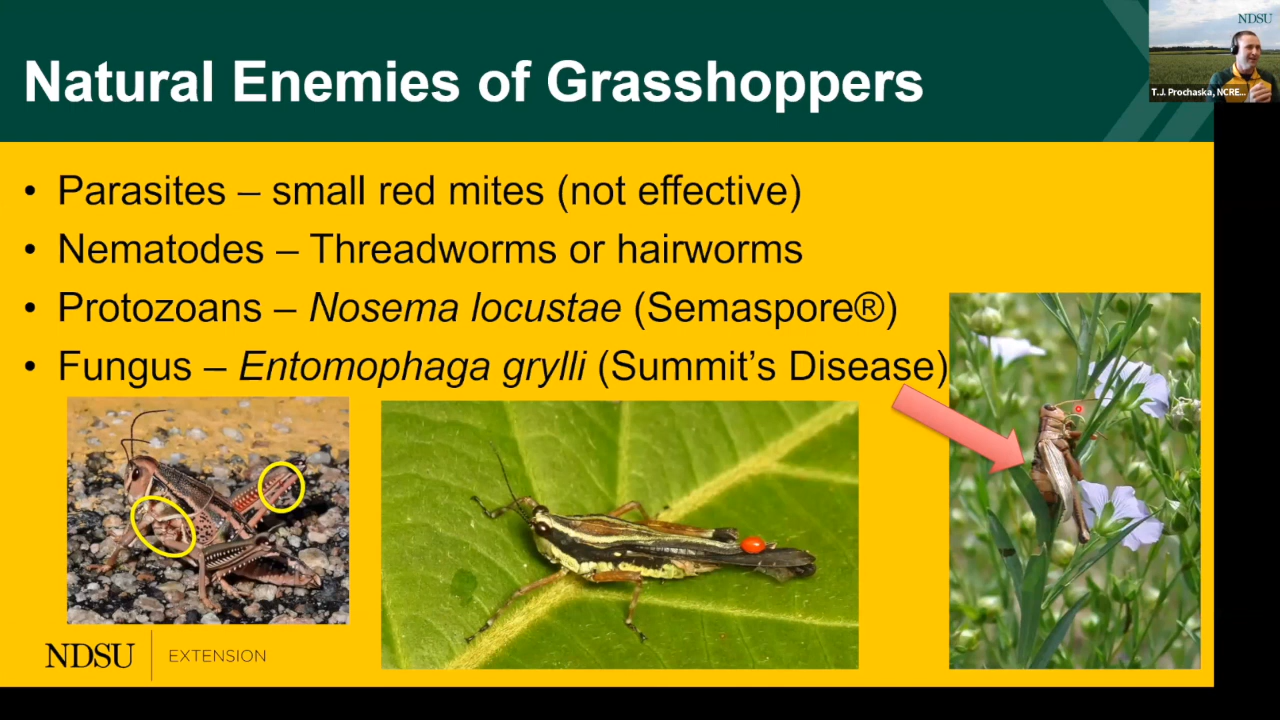 Natural Enemies of Grasshoppers
NDSU
T.J. Prochaska, NCRE...
• Parasites – small red mites (not effective)
• Nematodes – Threadworms or hairworms
• Protozoans – Nosema locustae (Semaspore®)
• Fungus – Entomophaga grylli (Summit’s Disease)
NDSU EXTENSION